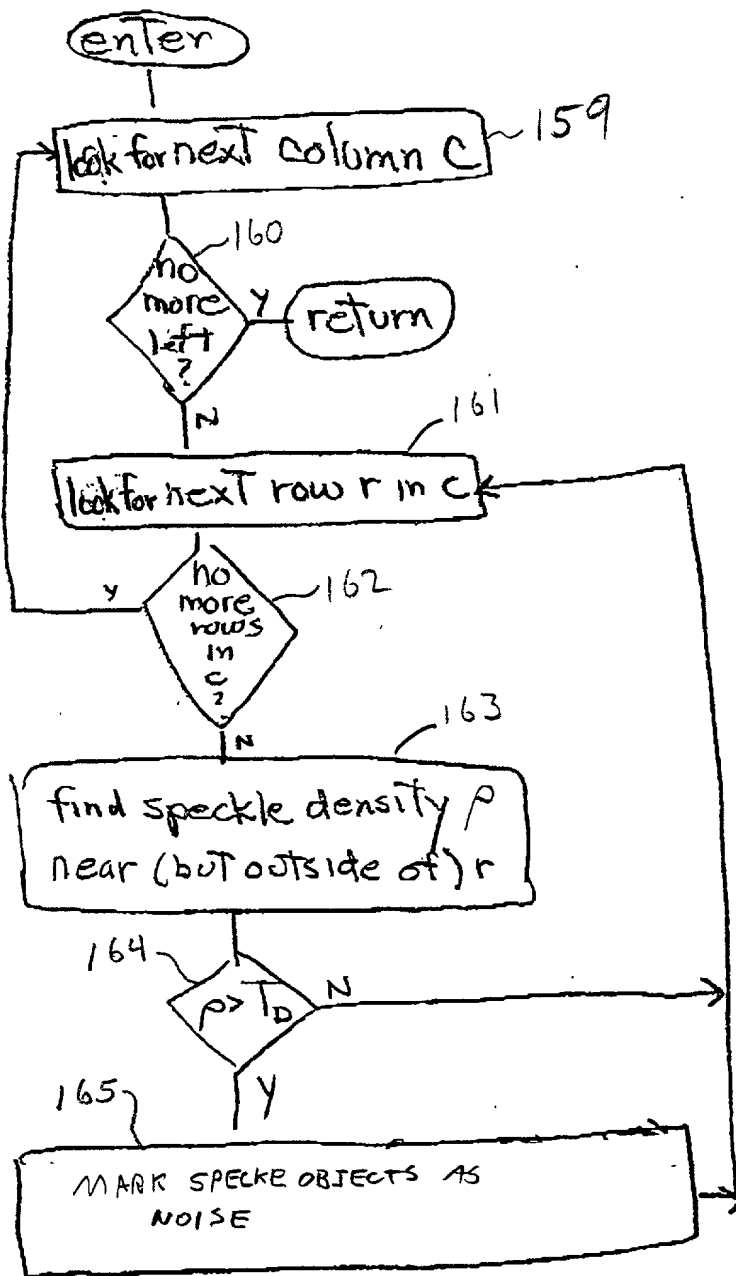 enter
look for next column C
159
160
no
more
left
?
Y
return
N
161
look for next row r in c
162
Y
no
more
rows
in
c
?
N
163
find speckle density ρ
near (but outside of) r
164
ρ > T_D
N
Y
165
MARK SPECKE OBJECTS AS
NOISE